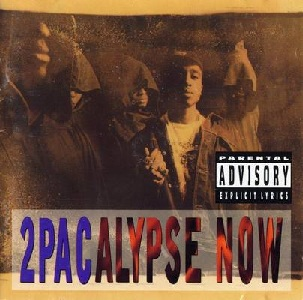 PARENTAL
ADVISORY
EXPLICIT LYRICS
2PACALYPSE NOW